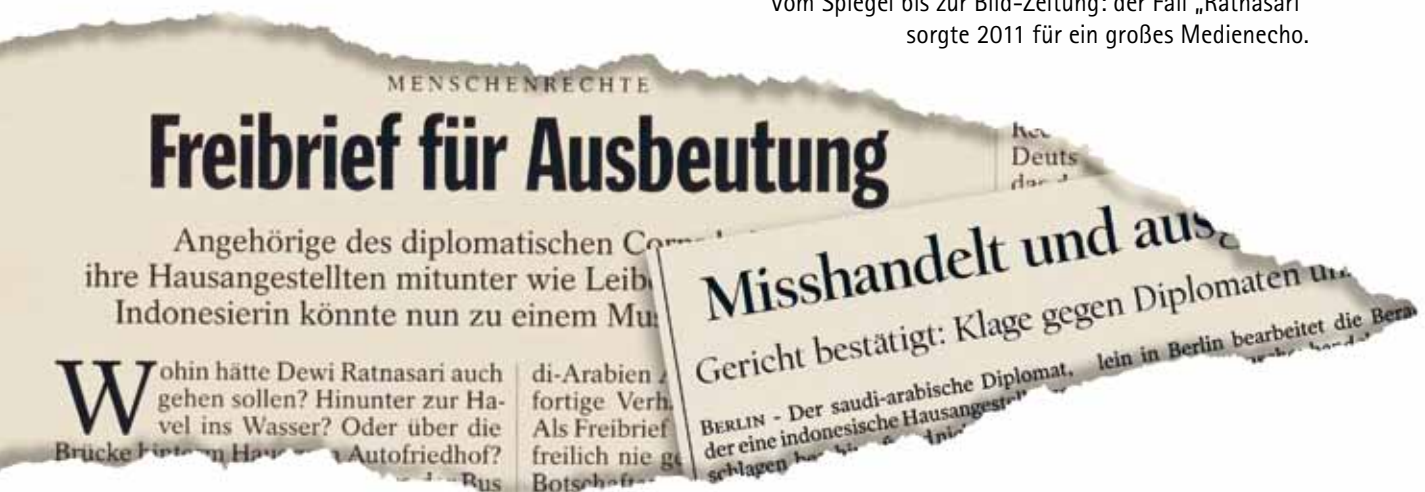 Vom Spiegel bis zur Bild-Zeitung: der Fall „Ratnasari“
sorgte 2011 für ein großes Medienecho.
MENSCHENRECHTE
Freibrief für Ausbeutung
Angehörige des diplomatischen
ihre Hausangestellten mitunter wie
Indonesierin könnte nun zu einem
Wohin hätte Dewi Ratnasari auch
gehen sollen? Hinunter zur Ha-
vel ins Wasser? Oder über die
Brücke Autofriedhof?
Bus
di-Arabien
fortige
Als Freibrief
freilich nie
Deuts
Misshandelt und
Gericht bestätigt: Klage gegen Diplomaten
BERLIN - Der saudi-arabische Diplomat,
der eine indonesische
schlagen
lein in Berlin bearbeitet die